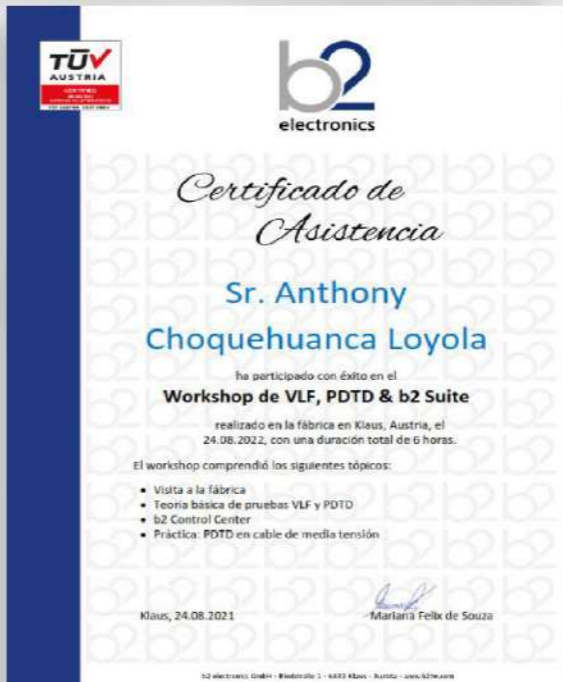 TÜV
AUSTRIA
b2
electronics
Certificado de
Asistencia
Sr. Anthony
Choquehuanca Loyola
ha participado con éxito en el
Workshop de VLF, PDTD & b2 Suite
realizado en la fábrica en Klaus, Austria, el
24.08.2022, con una duración total de 6 horas.
El workshop comprendió los siguientes tópicos:
• Visita a la fábrica
• Teoría básica de pruebas VLF y PDTD
• b2 Control Center
• Práctica: PDTD en cable de media tensión
Klaus, 24.08.2021
Mariana Felix de Souza